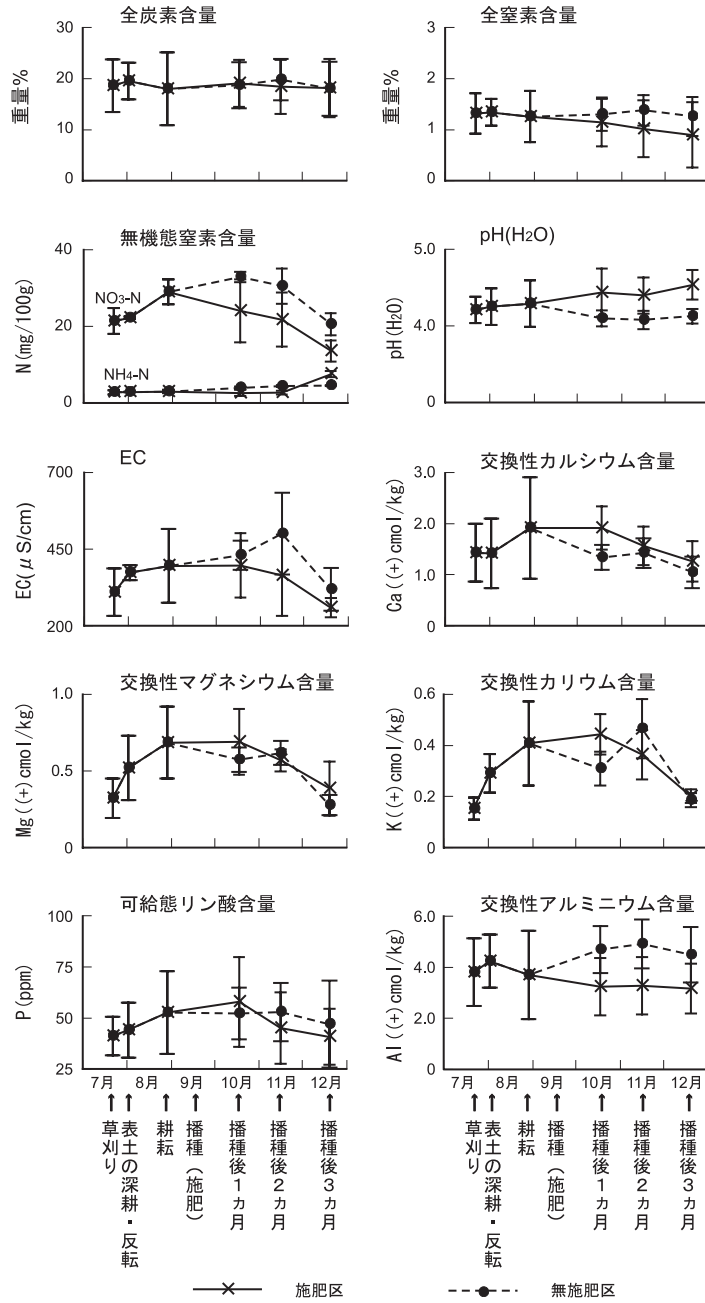 全炭素含量
重量%
30
20
10
0
全窒素含量
重量%
3
2
1
0
無機態窒素含量
N(mg/100g)
40
20
0
NO3-N
NH4-N
pH(H2O)
pH(H2O)
5.0
4.0
0
EC
EC(μS/cm)
700
450
200
交換性カルシウム含量
Ca((+)cmol/kg)
3.0
2.0
1.0
0
交換性マグネシウム含量
Mg((+)cmol/kg)
1.0
0.5
0
交換性カリウム含量
K((+)cmol/kg)
0.6
0.4
0.2
0
可給態リン酸含量
P(ppm)
100
75
50
25
交換性アルミニウム含量
Al((+)cmol/kg)
6.0
4.0
2.0
0
7月 8月 9月 10月 11月 12月
↑草刈り
↑表土の深耕・反転
↑耕耘
↑播種(施肥)
↑播種後1ヵ月
↑播種後2ヵ月
↑播種後3ヵ月
7月 8月 9月 10月 11月 12月
↑草刈り
↑表土の深耕・反転
↑耕耘
↑播種(施肥)
↑播種後1ヵ月
↑播種後2ヵ月
↑播種後3ヵ月
施肥区 無施肥区